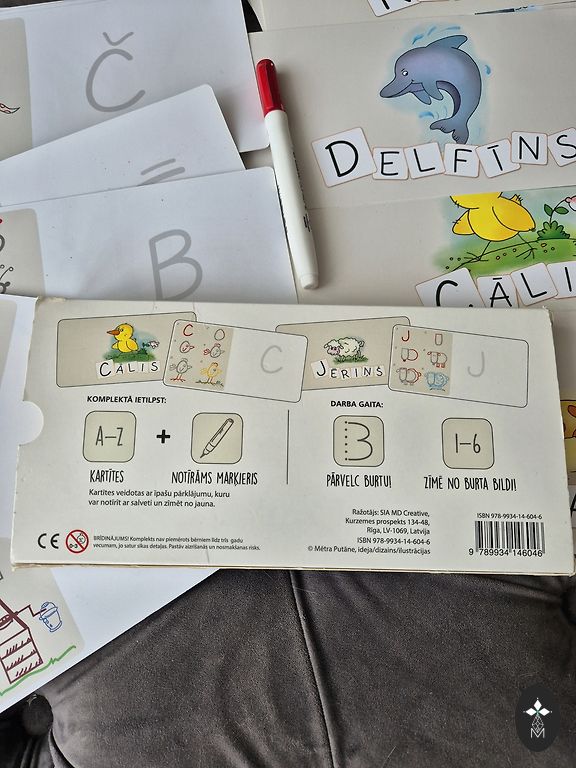 Č
Ē
B
DELFĪNS
CĀLI
CĀLIS
C O
C
JĒRIŅŠ
J U
J
KOMPLEKTĀ IETILPST:
A–Z + 
KARTĪTES
NOTĪRĀMS MARĶIERIS
Kartītes veidotas ar īpašu pārklājumu, kuru
var notīrīt ar salveti un zīmēt no jauna.
DARBA GAITA:
B
1–6
PĀRVELC BURTU!
ZĪMĒ NO BURTA BILDI!
Ražotājs: SIA MD Creative,
Kurzemes prospekts 134-48,
Rīga, LV-1069, Latvija
ISBN 978-9934-14-604-6
© Mētra Putāne, ideja/dizains/ilustrācijas
ISBN 978-9934-14-604-6
9 789934 146046
CE
0-3
BRĪDINĀJUMS! Komplekts nav piemērots bērniem līdz trīs gadu
vecumam, jo satur sīkas detaļas. Pastāv aizrīšanās un nosmakšanas risks.
M